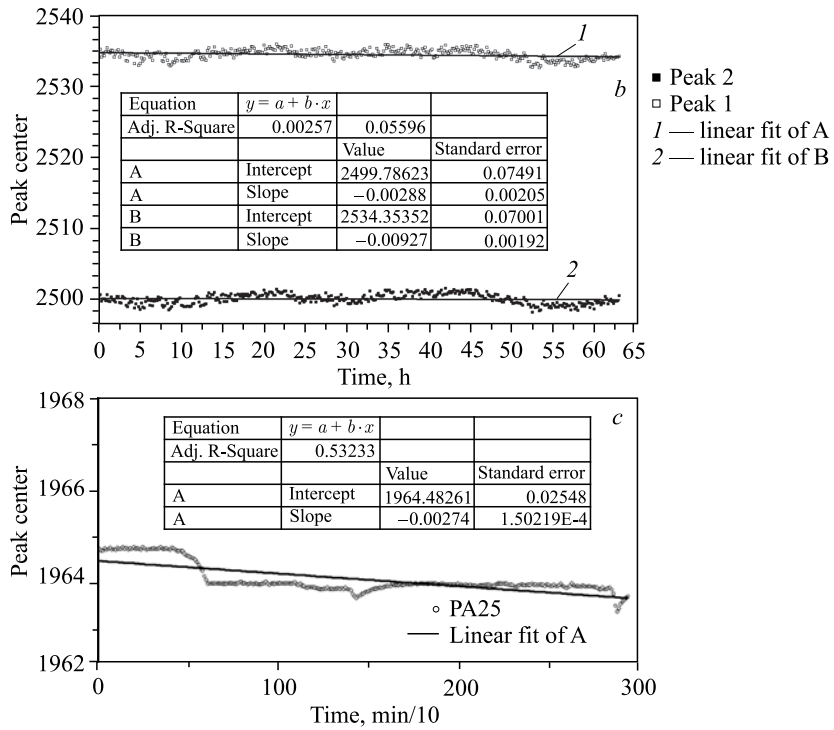 2540
2535
2530
2525
2520
2515
2510
2505
2500
Peak center
1
b
Equation y = a + b · x
Adj. R-Square 0.00257 0.05596
Value Standard error
A Intercept 2499.78623 0.07491
A Slope −0.00288 0.00205
B Intercept 2534.35352 0.07001
B Slope −0.00927 0.00192
2
0 5 10 15 20 25 30 35 40 45 50 55 60 65
Time, h
Peak 2
Peak 1
1 — linear fit of A
2 — linear fit of B
1968
1966
1964
1962
Peak center
c
Equation y = a + b · x
Adj. R-Square 0.53233
Value Standard error
A Intercept 1964.48261 0.02548
A Slope −0.00274 1.50219E-4
PA25
Linear fit of A
0 100 200 300
Time, min/10